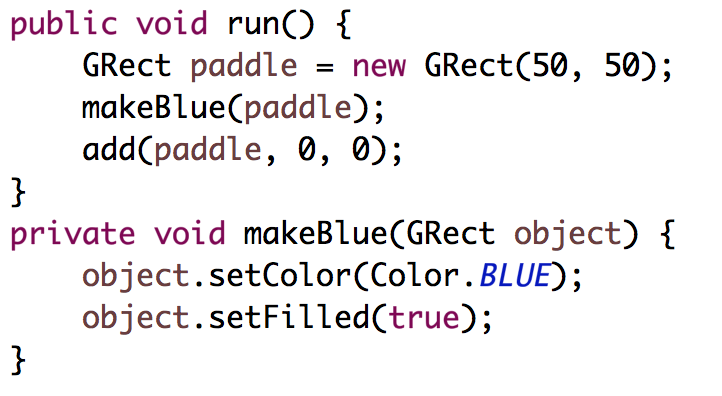 public void run() {
    GRect paddle = new GRect(50, 50);
    makeBlue(paddle);
    add(paddle, 0, 0);
}
private void makeBlue(GRect object) {
    object.setColor(Color.BLUE);
    object.setFilled(true);
}